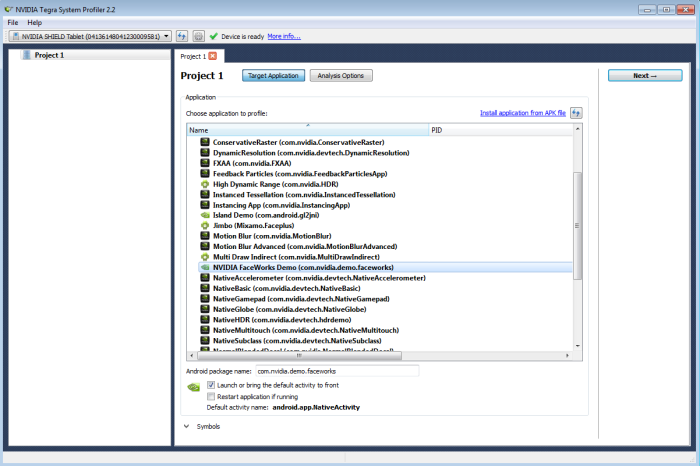 NVIDIA Tegra System Profiler 2.2
File Help
NVIDIA SHIELD Tablet (04136148041230009581) Device is ready More info...
Project 1
Project 1
Project 1 Target Application Analysis Options Next →
Application
Choose application to profile: Install application from APK file
Name PID
ConservativeRaster (com.nvidia.ConservativeRaster)
DynamicResolution (com.nvidia.devtech.DynamicResolution)
FXAA (com.nvidia.FXAA)
Feedback Particles (com.nvidia.FeedbackParticlesApp)
High Dynamic Range (com.nvidia.HDR)
Instanced Tessellation (com.nvidia.InstancedTessellation)
Instancing App (com.nvidia.InstancingApp)
Island Demo (com.android.gl2jni)
Jimbo (Mixamo.Faceplus)
Motion Blur (com.nvidia.MotionBlur)
Motion Blur Advanced (com.nvidia.MotionBlurAdvanced)
Multi Draw Indirect (com.nvidia.MultiDrawIndirect)
NVIDIA FaceWorks Demo (com.nvidia.demo.faceworks)
NativeAccelerometer (com.nvidia.devtech.NativeAccelerometer)
NativeBasic (com.nvidia.devtech.NativeBasic)
NativeGamepad (com.nvidia.devtech.NativeGamepad)
NativeGlobe (com.nvidia.devtech.NativeGlobe)
NativeHDR (com.nvidia.devtech.hdrdemo)
NativeMultitouch (com.nvidia.devtech.NativeMultitouch)
NativeSubclass (com.nvidia.devtech.NativeSubclass)
NormalBlendedDecal (com.nvidia.NormalBlendedDecal)
Android package name: com.nvidia.demo.faceworks
Launch or bring the default activity to front
Restart application if running
Default activity name: android.app.NativeActivity
Symbols